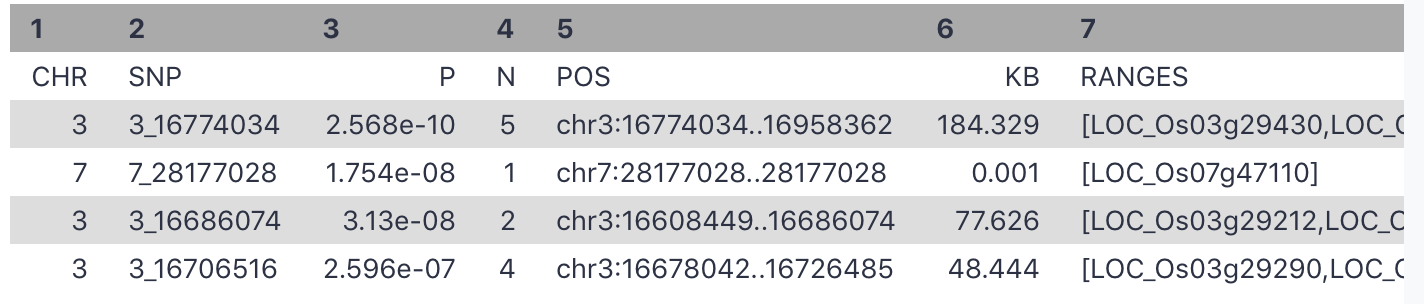 1 2 3 4 5 6 7
CHR SNP P N POS KB RANGES
3 3_16774034 2.568e-10 5 chr3:16774034..16958362 184.329 [LOC_Os03g29430,LOC_
7 7_28177028 1.754e-08 1 chr7:28177028..28177028 0.001 [LOC_Os07g47110]
3 3_16686074 3.13e-08 2 chr3:16608449..16686074 77.626 [LOC_Os03g29212,LOC_
3 3_16706516 2.596e-07 4 chr3:16678042..16726485 48.444 [LOC_Os03g29290,LOC_